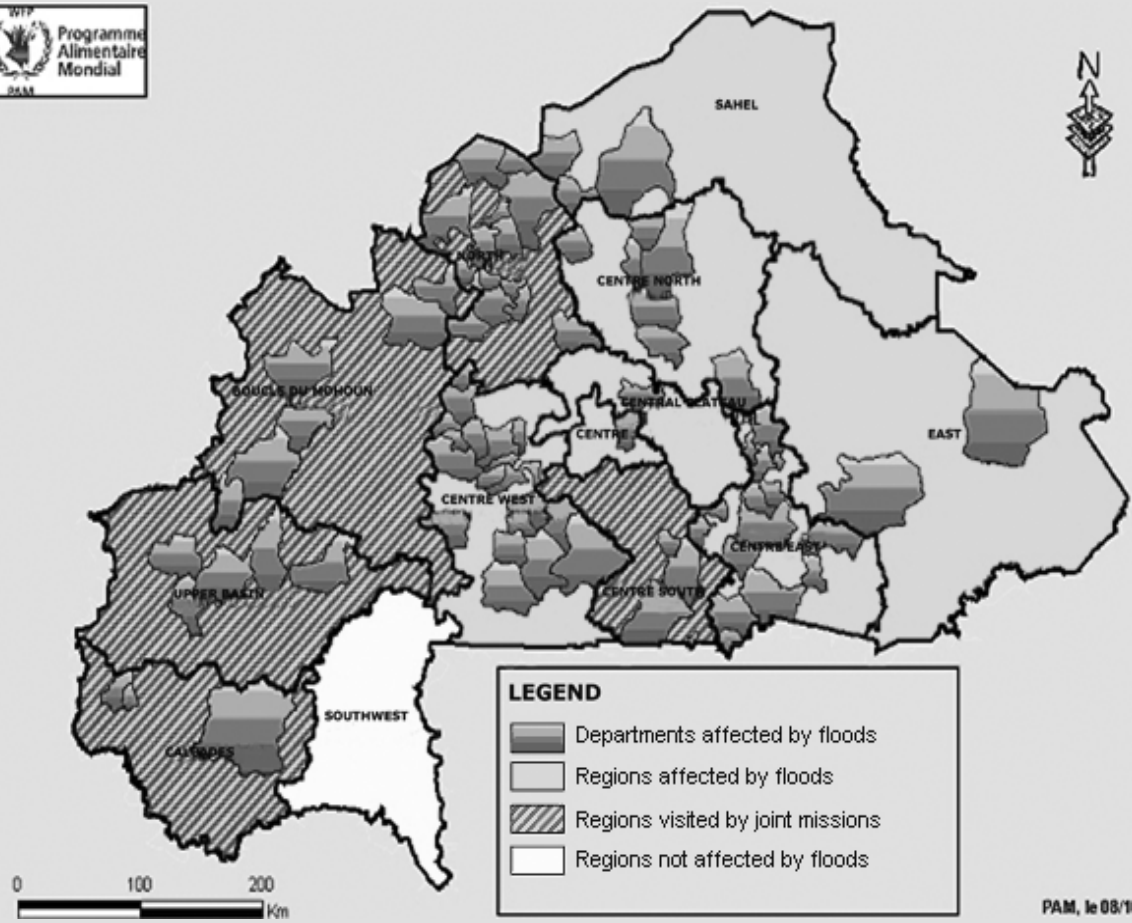 WFP
Programme
Alimentaire
Mondial
PAM
N
SAHEL
NORTH
CENTRE NORTH
BOUCLE DU MOHOUN
CENTRAL PLATEAU
CENTRE
EAST
CENTRE WEST
CENTRE EAST
UPPER BASIN
CENTRE SOUTH
SOUTHWEST
LEGEND
Departments affected by floods
Regions affected by floods
Regions visited by joint missions
Regions not affected by floods
0 100 200
Km
PAM, le 08/1